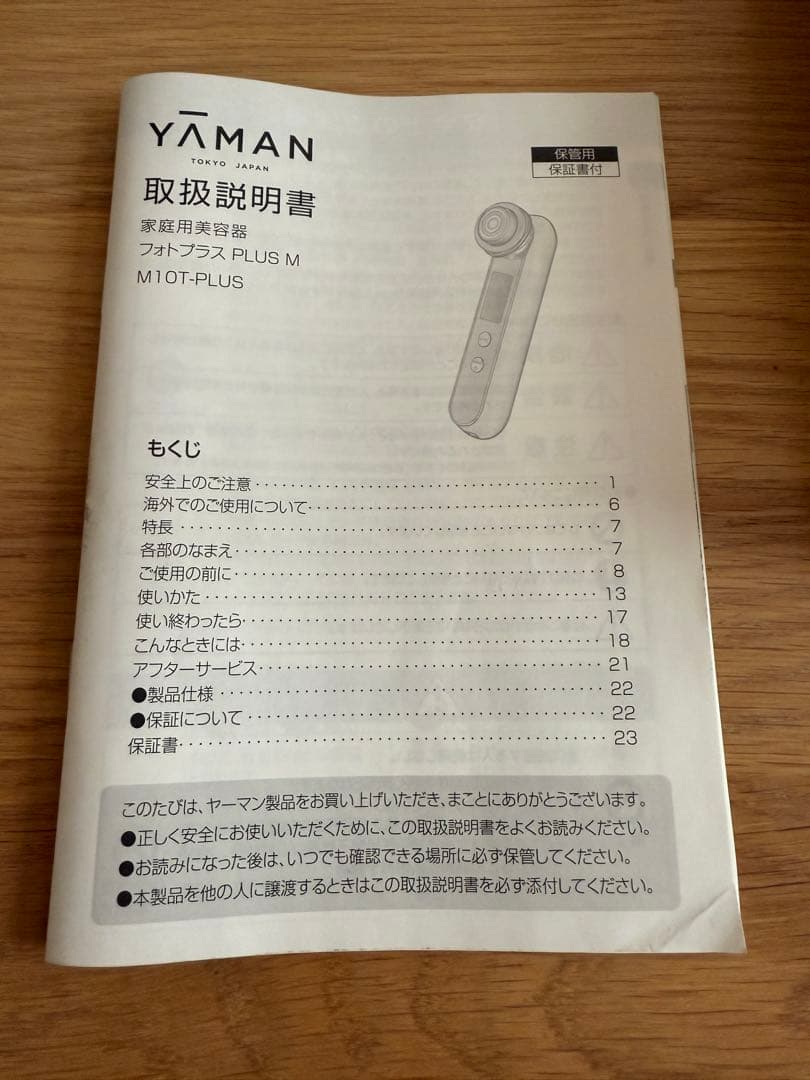 YĀMAN
TOKYO JAPAN
保管用
保証書付
取扱説明書
家庭用美容器
フォトプラス PLUS M
M10T-PLUS
もくじ
安全上のご注意・・・・・・・・・・・・・・・・・・・・・・・・・・・・・・・・・・・ 1
海外でのご使用について・・・・・・・・・・・・・・・・・・・・・・・・・・・・・ 6
特長・・・・・・・・・・・・・・・・・・・・・・・・・・・・・・・・・・・・・・・・・・・ 7
各部のなまえ・・・・・・・・・・・・・・・・・・・・・・・・・・・・・・・・・・・・ 7
ご使用の前に・・・・・・・・・・・・・・・・・・・・・・・・・・・・・・・・・・・・ 8
使いかた・・・・・・・・・・・・・・・・・・・・・・・・・・・・・・・・・・・・・・・ 13
使い終わったら・・・・・・・・・・・・・・・・・・・・・・・・・・・・・・・・・・ 17
こんなときには・・・・・・・・・・・・・・・・・・・・・・・・・・・・・・・・・・ 18
アフターサービス・・・・・・・・・・・・・・・・・・・・・・・・・・・・・・・・・ 21
●製品仕様・・・・・・・・・・・・・・・・・・・・・・・・・・・・・・・・・・・・・ 22
●保証について・・・・・・・・・・・・・・・・・・・・・・・・・・・・・・・・・・ 22
保証書・・・・・・・・・・・・・・・・・・・・・・・・・・・・・・・・・・・・・・・・ 23
このたびは、ヤーマン製品をお買い上げいただき、まことにありがとうございます。
●正しく安全にお使いいただくために、この取扱説明書をよくお読みください。
●お読みになった後は、いつでも確認できる場所に必ず保管してください。
●本製品を他の人に譲渡するときはこの取扱説明書を必ず添付してください。